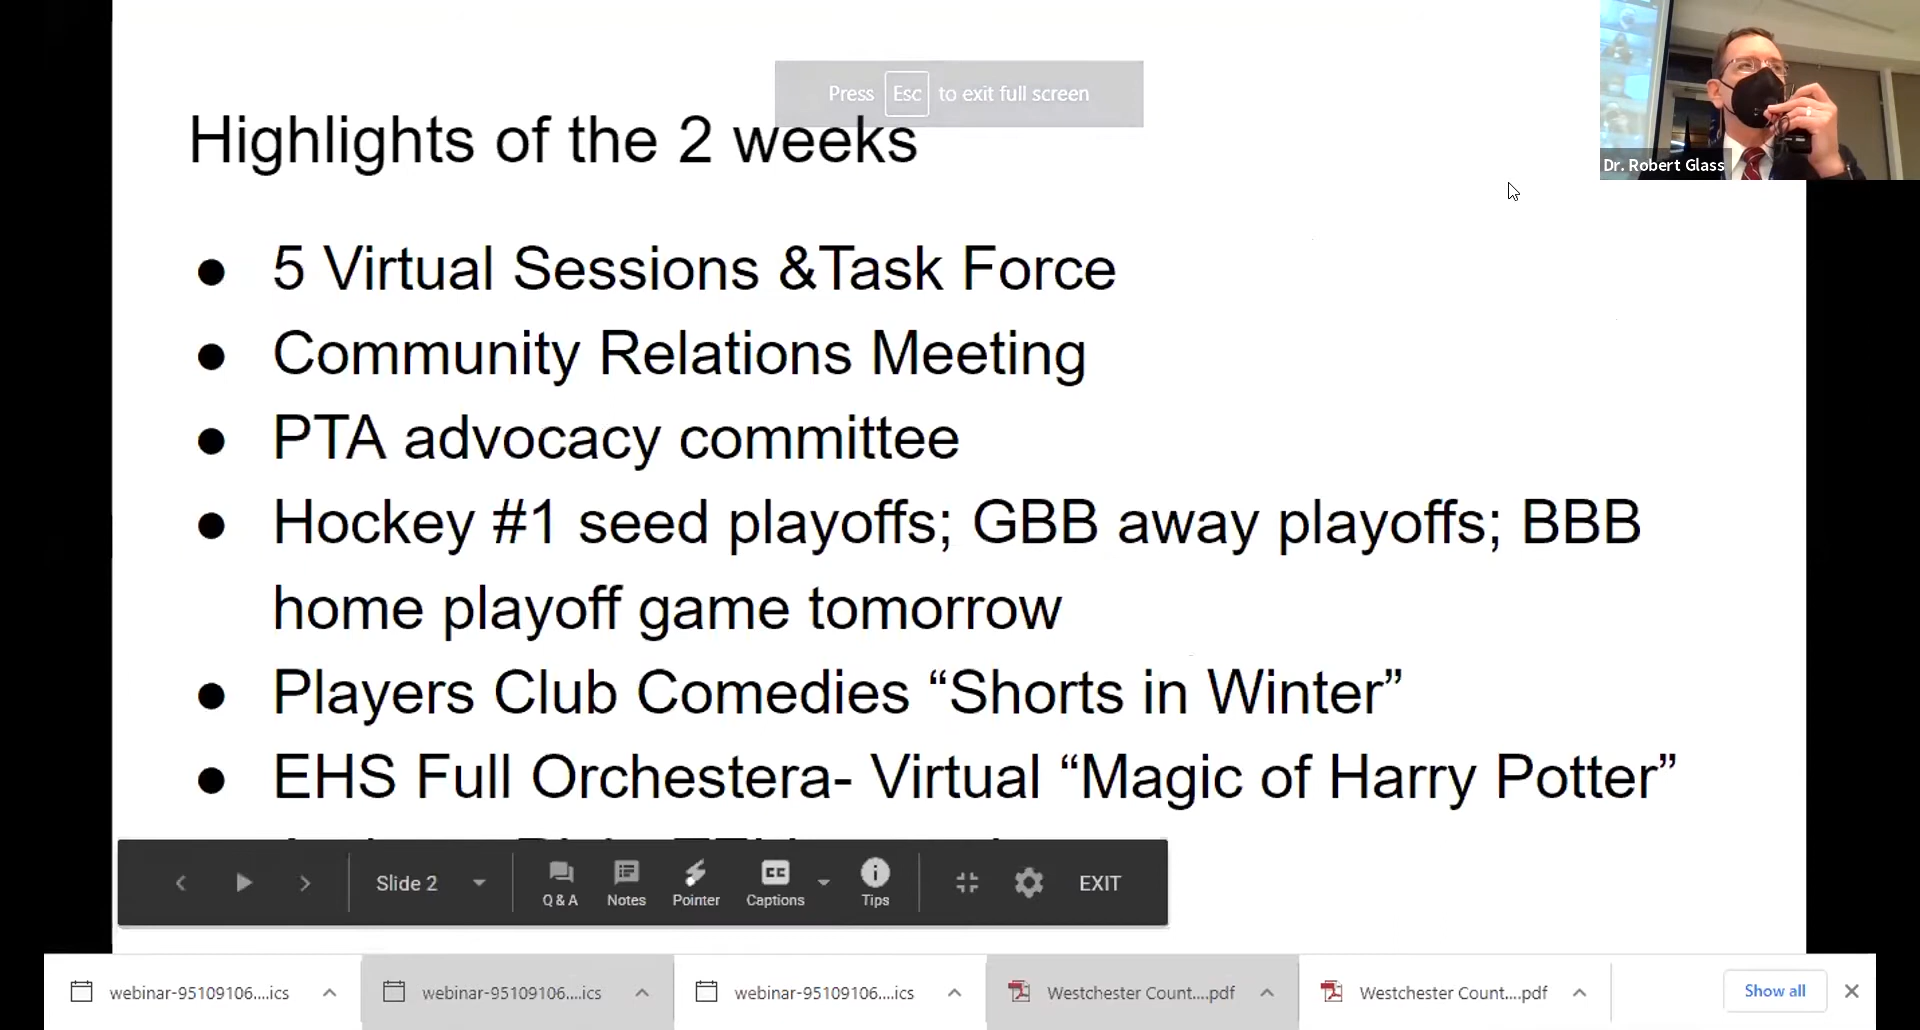 Press Esc to exit full screen
Highlights of the 2 weeks
Dr. Robert Glass
● 5 Virtual Sessions &Task Force
● Community Relations Meeting
● PTA advocacy committee
● Hockey #1 seed playoffs; GBB away playoffs; BBB
home playoff game tomorrow
● Players Club Comedies “Shorts in Winter”
● EHS Full Orchestera- Virtual “Magic of Harry Potter”
Slide 2
Q & A
Notes
CC
Pointer
Captions
Tips
EXIT
webinar-95109106....ics
webinar-95109106....ics
webinar-95109106....ics
Westchester Count....pdf
Westchester Count....pdf
Show all